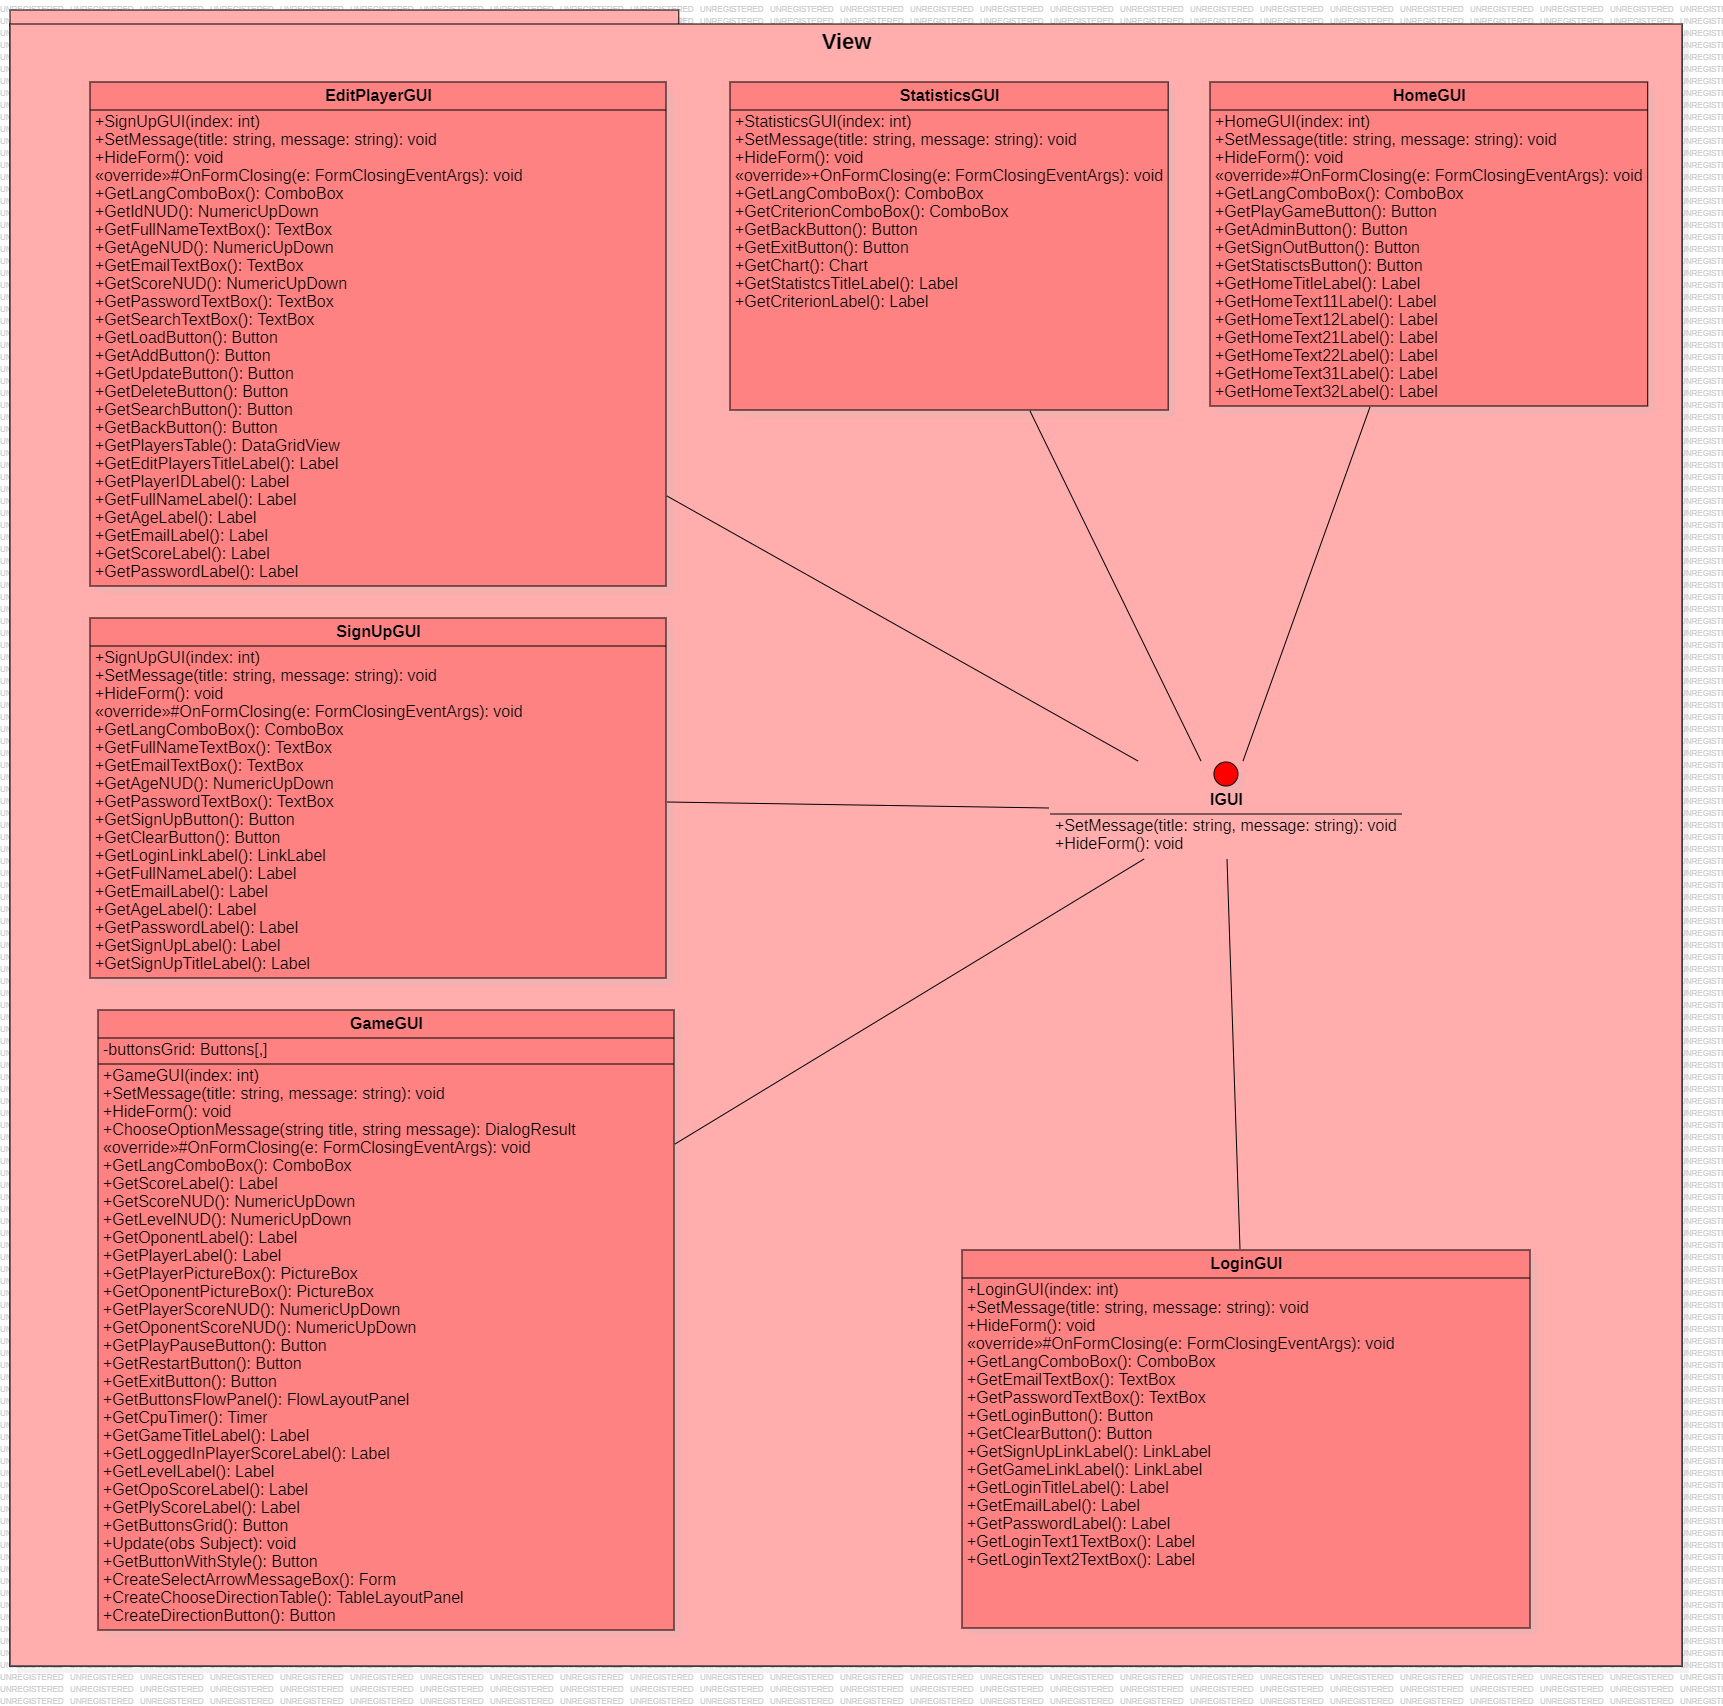 View
EditPlayerGUI
+SignUpGUI(index: int)
+SetMessage(title: string, message: string): void
+HideForm(): void
«override»#OnFormClosing(e: FormClosingEventArgs): void
+GetLangComboBox(): ComboBox
+GetIdNUD(): NumericUpDown
+GetFullNameTextBox(): TextBox
+GetAgeNUD(): NumericUpDown
+GetEmailTextBox(): TextBox
+GetScoreNUD(): NumericUpDown
+GetPasswordTextBox(): TextBox
+GetSearchTextBox(): TextBox
+GetLoadButton(): Button
+GetAddButton(): Button
+GetUpdateButton(): Button
+GetDeleteButton(): Button
+GetSearchButton(): Button
+GetBackButton(): Button
+GetPlayersTable(): DataGridView
+GetEditPlayersTitleLabel(): Label
+GetPlayerIDLabel(): Label
+GetFullNameLabel(): Label
+GetAgeLabel(): Label
+GetEmailLabel(): Label
+GetScoreLabel(): Label
+GetPasswordLabel(): Label
StatisticsGUI
+StatisticsGUI(index: int)
+SetMessage(title: string, message: string): void
+HideForm(): void
«override»+OnFormClosing(e: FormClosingEventArgs): void
+GetLangComboBox(): ComboBox
+GetCriterionComboBox(): ComboBox
+GetBackButton(): Button
+GetExitButton(): Button
+GetChart(): Chart
+GetStatistcsTitleLabel(): Label
+GetCriterionLabel(): Label
HomeGUI
+HomeGUI(index: int)
+SetMessage(title: string, message: string): void
+HideForm(): void
«override»#OnFormClosing(e: FormClosingEventArgs): void
+GetLangComboBox(): ComboBox
+GetPlayGameButton(): Button
+GetAdminButton(): Button
+GetSignOutButton(): Button
+GetStatisctsButton(): Button
+GetHomeTitleLabel(): Label
+GetHomeText11Label(): Label
+GetHomeText12Label(): Label
+GetHomeText21Label(): Label
+GetHomeText22Label(): Label
+GetHomeText31Label(): Label
+GetHomeText32Label(): Label
SignUpGUI
+SignUpGUI(index: int)
+SetMessage(title: string, message: string): void
+HideForm(): void
«override»#OnFormClosing(e: FormClosingEventArgs): void
+GetLangComboBox(): ComboBox
+GetFullNameTextBox(): TextBox
+GetEmailTextBox(): TextBox
+GetAgeNUD(): NumericUpDown
+GetPasswordTextBox(): TextBox
+GetSignUpButton(): Button
+GetClearButton(): Button
+GetLoginLinkLabel(): LinkLabel
+GetFullNameLabel(): Label
+GetEmailLabel(): Label
+GetAgeLabel(): Label
+GetPasswordLabel(): Label
+GetSignUpLabel(): Label
+GetSignUpTitleLabel(): Label
IGUI
+SetMessage(title: string, message: string): void
+HideForm(): void
GameGUI
-buttonsGrid: Buttons[,]
+GameGUI(index: int)
+SetMessage(title: string, message: string): void
+HideForm(): void
+ChooseOptionMessage(string title, string message): DialogResult
«override»#OnFormClosing(e: FormClosingEventArgs): void
+GetLangComboBox(): ComboBox
+GetScoreLabel(): Label
+GetScoreNUD(): NumericUpDown
+GetLevelNUD(): NumericUpDown
+GetOponentLabel(): Label
+GetPlayerLabel(): Label
+GetPlayerPictureBox(): PictureBox
+GetOponentPictureBox(): PictureBox
+GetPlayerScoreNUD(): NumericUpDown
+GetOponentScoreNUD(): NumericUpDown
+GetPlayPauseButton(): Button
+GetRestartButton(): Button
+GetExitButton(): Button
+GetButtonsFlowPanel(): FlowLayoutPanel
+GetCpuTimer(): Timer
+GetGameTitleLabel(): Label
+GetLoggedInPlayerScoreLabel(): Label
+GetLevelLabel(): Label
+GetOpoScoreLabel(): Label
+GetPlyScoreLabel(): Label
+GetButtonsGrid(): Button
+Update(obs Subject): void
+GetButtonWithStyle(): Button
+CreateSelectArrowMessageBox(): Form
+CreateChooseDirectionTable(): TableLayoutPanel
+CreateDirectionButton(): Button
LoginGUI
+LoginGUI(index: int)
+SetMessage(title: string, message: string): void
+HideForm(): void
«override»#OnFormClosing(e: FormClosingEventArgs): void
+GetLangComboBox(): ComboBox
+GetEmailTextBox(): TextBox
+GetPasswordTextBox(): TextBox
+GetLoginButton(): Button
+GetClearButton(): Button
+GetSignUpLinkLabel(): LinkLabel
+GetGameLinkLabel(): LinkLabel
+GetLoginTitleLabel(): Label
+GetEmailLabel(): Label
+GetPasswordLabel(): Label
+GetLoginText1TextBox(): Label
+GetLoginText2TextBox(): Label